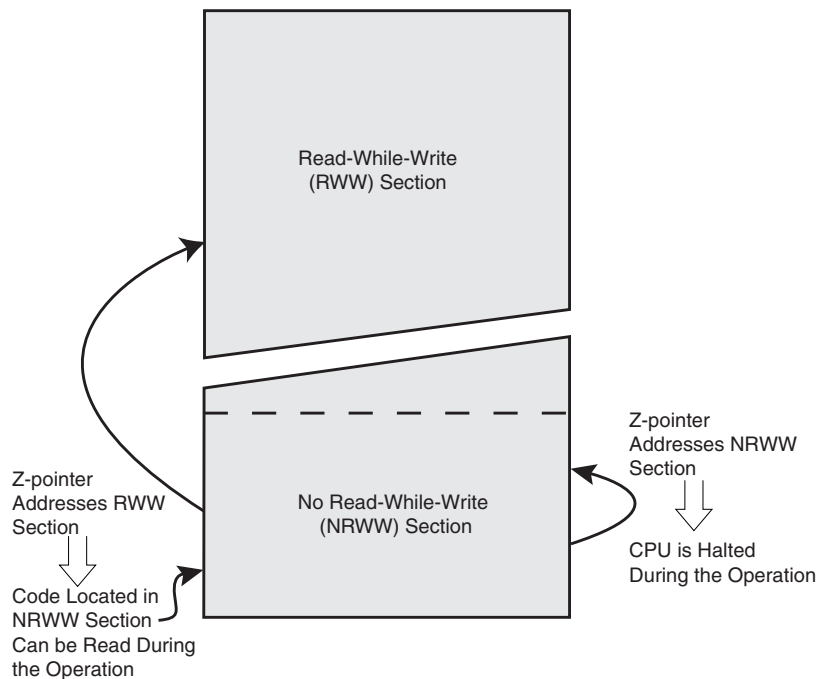 Read-While-Write
(RWW) Section
Z-pointer
Addresses NRWW
Section
Z-pointer
Addresses RWW
Section
No Read-While-Write
(NRWW) Section
CPU is Halted
During the Operation
Code Located in
NRWW Section
Can be Read During
the Operation